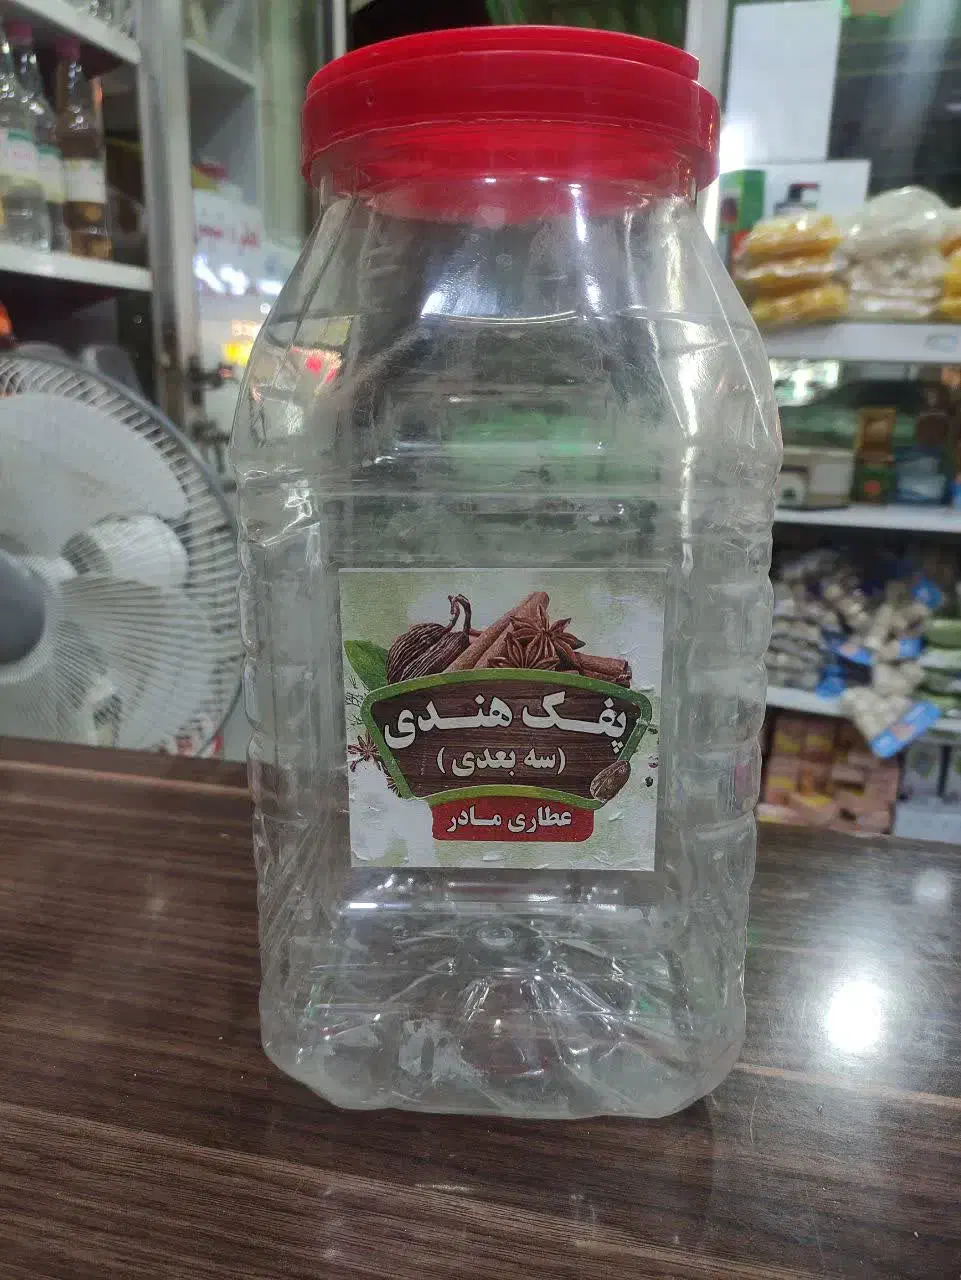 پفک هندی
(سه بعدی)
عطاری مادر